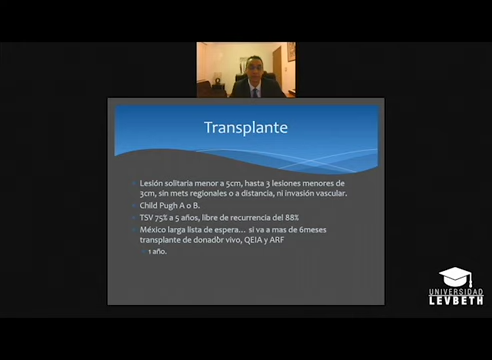 Transplante
Lesión solitaria menor a 5cm, hasta 3 lesiones menores de
3cm, sin mets regionales o a distancia, ni invasión vascular.
Child Pugh A o B.
TSV 75% a 5 años, libre de recurrencia del 88%
México larga lista de espera... si va a mas de 6meses
transplante de donador vivo, QEIA y ARF
1 año.
UNIVERSIDAD
LEVBETH